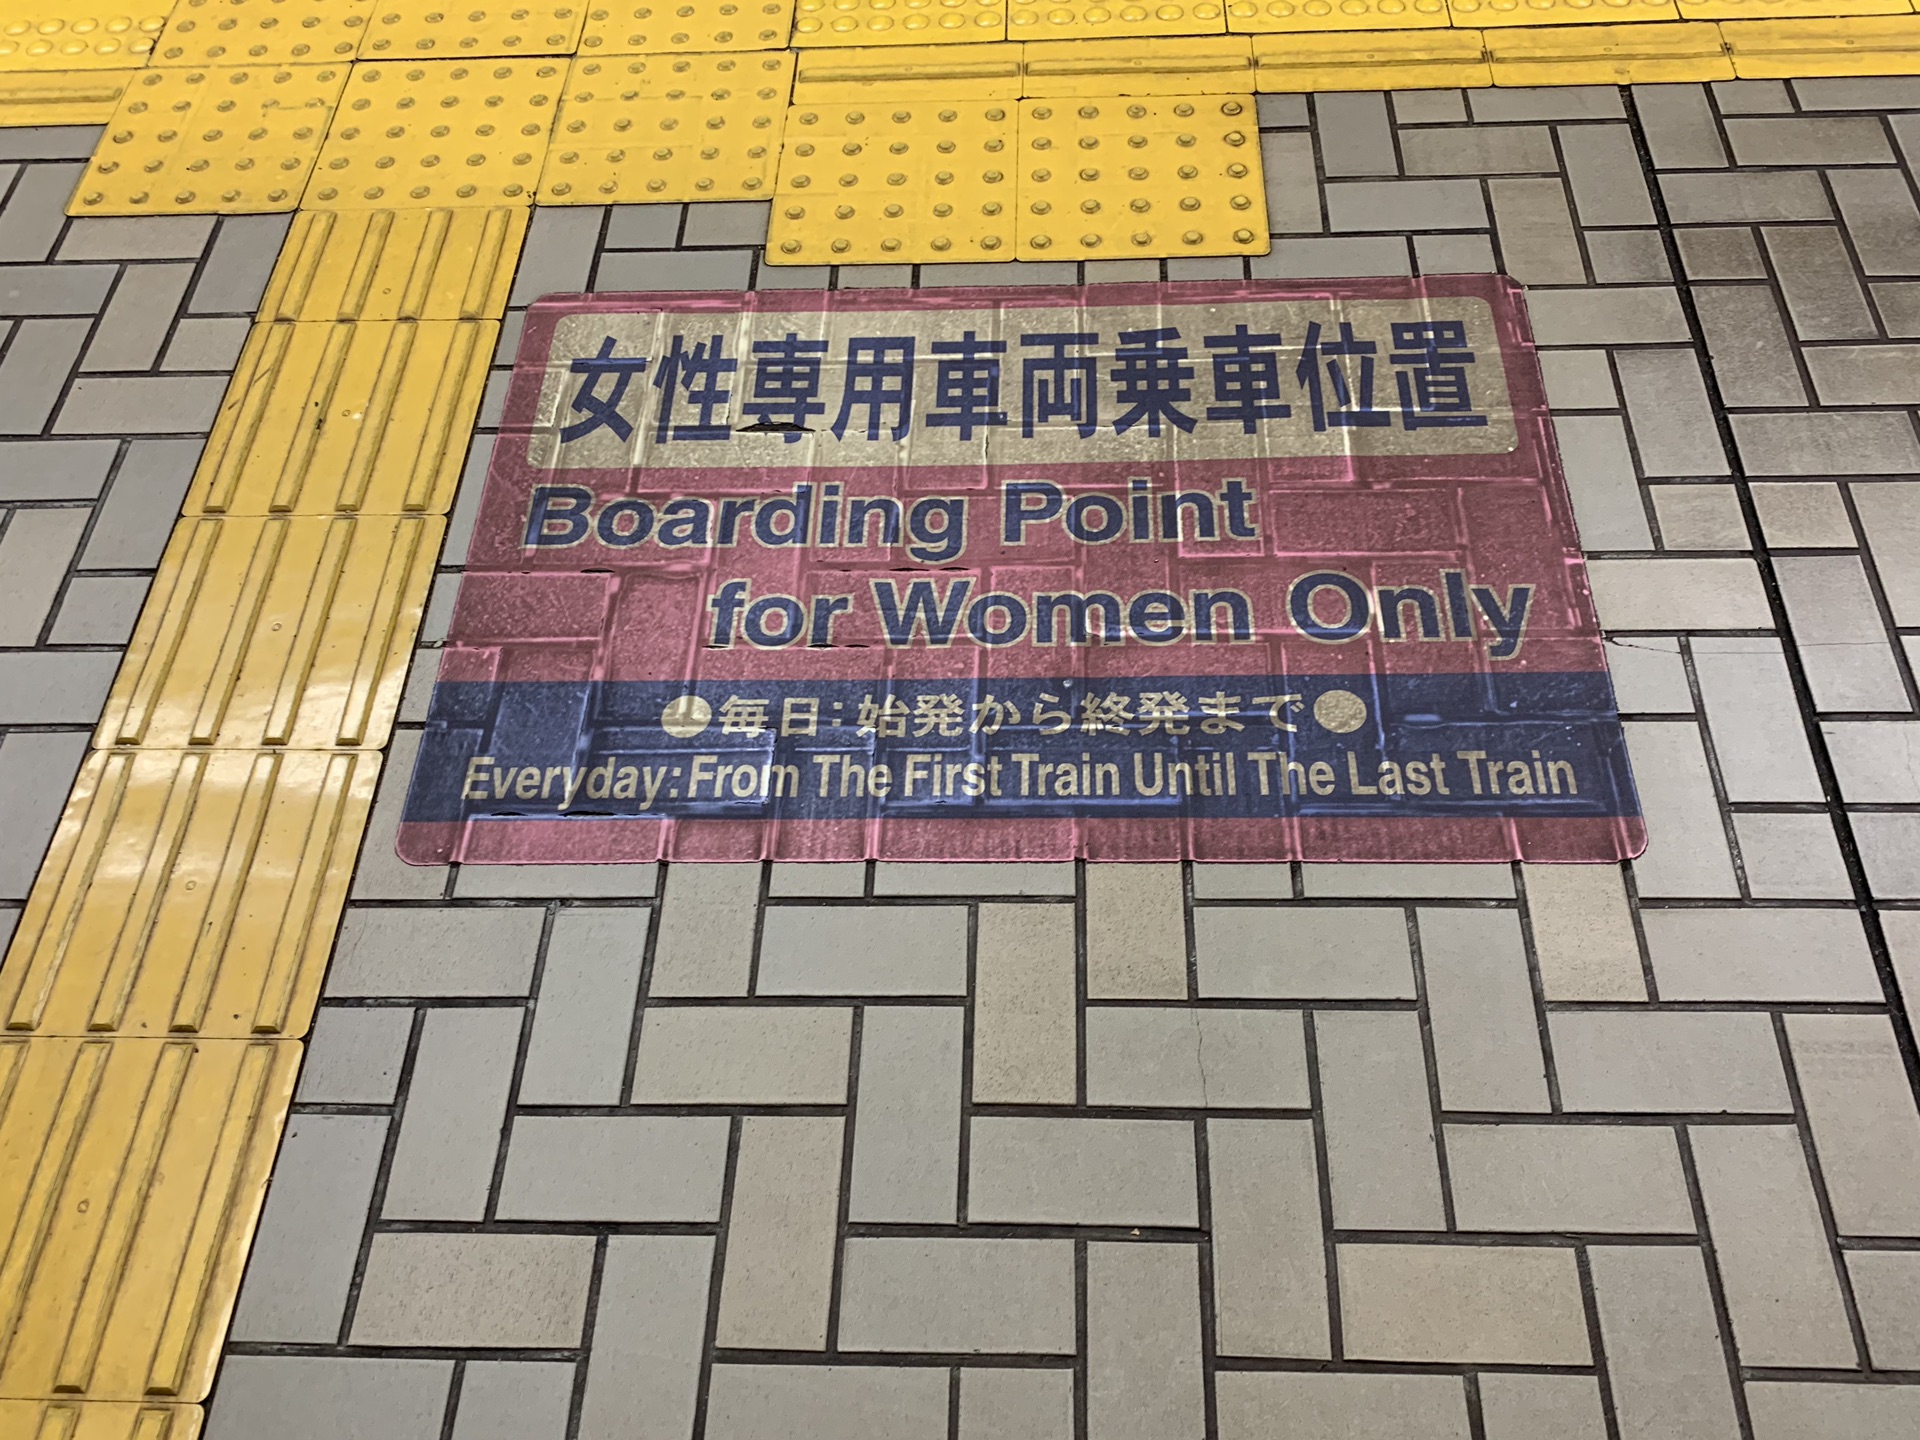 女性専用車両乗車位置
Boarding Point
for Women Only
●毎日：始発から終発まで●
Everyday: From The First Train Until The Last Train